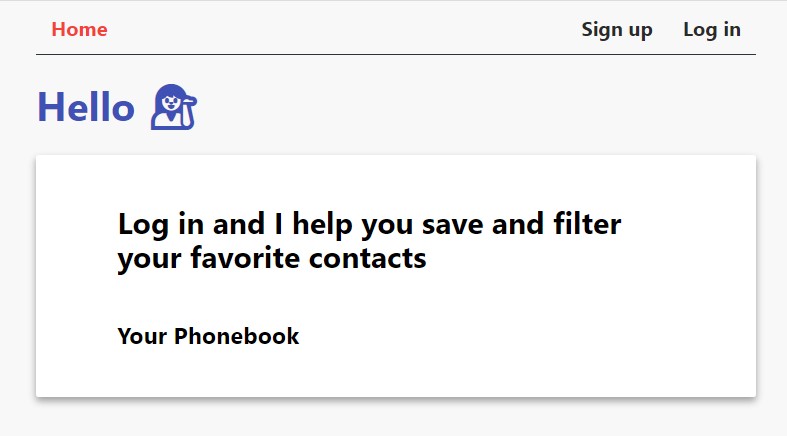 Home
Sign up
Log in
Hello
Log in and I help you save and filter
your favorite contacts
Your Phonebook